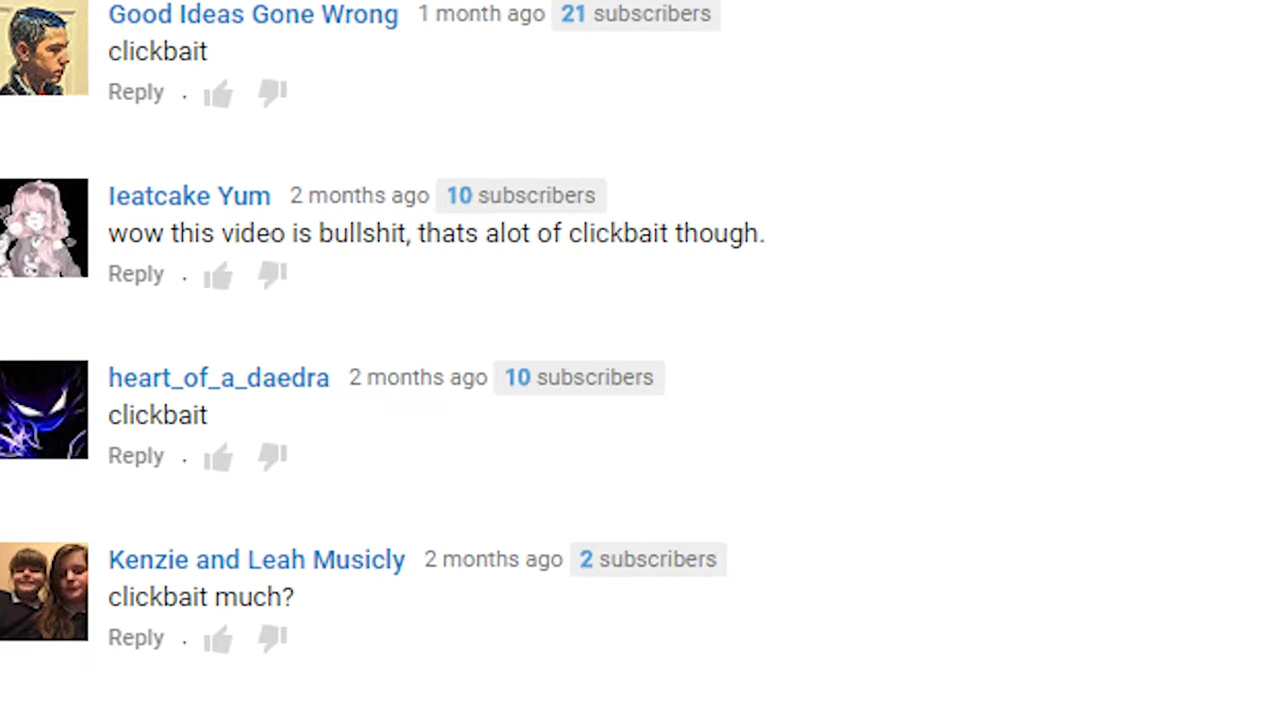 Good Ideas Gone Wrong 1 month ago 21 subscribers
clickbait
Reply .
Ieatcake Yum 2 months ago 10 subscribers
wow this video is bullshit, thats alot of clickbait though.
Reply .
heart_of_a_daedra 2 months ago 10 subscribers
clickbait
Reply .
Kenzie and Leah Musicly 2 months ago 2 subscribers
clickbait much?
Reply .